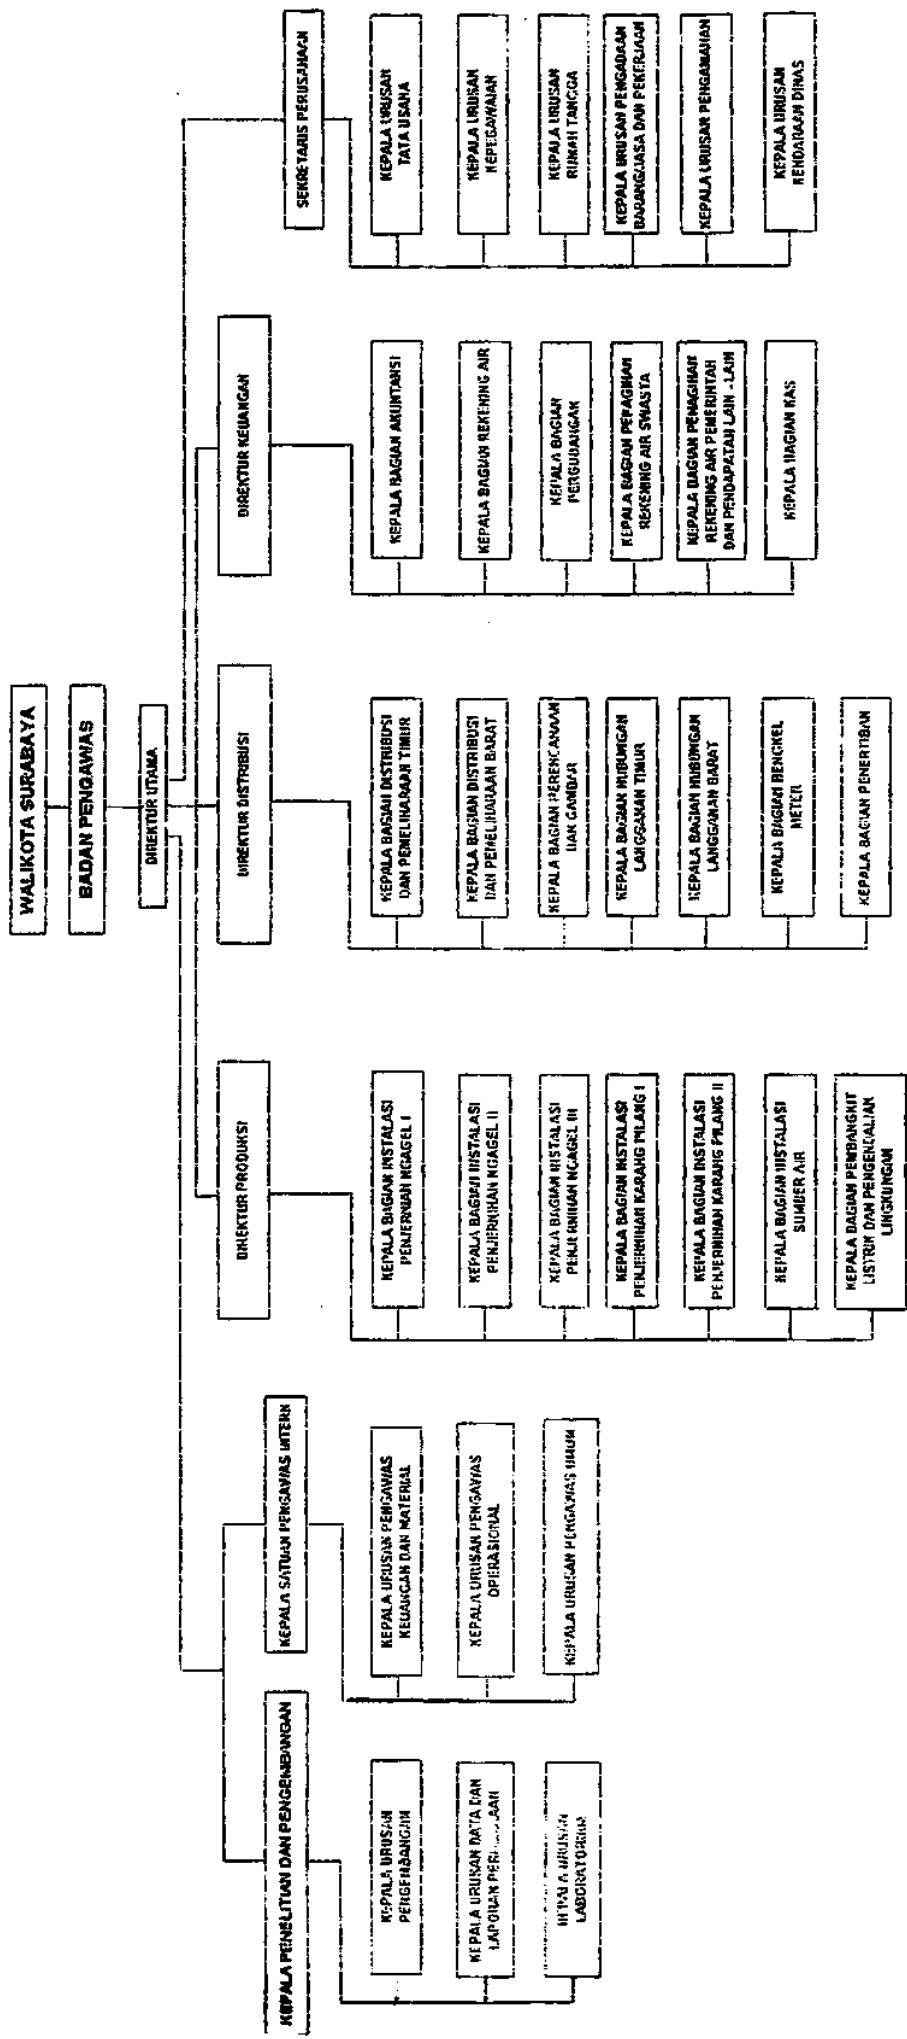 WALIKOTA SURABAYA
BADAN PENGAWAS
DIREKTUR UTAMA
KEPALA PENELITIAN DAN PENGEMBANGAN
KEPALA URUSAN
PENGEMBANGAN
KEPALA URUSAN DATA DAN
LAPORAN
KEPALA URUSAN
LABORATORIUM
KEPALA SATUAN PENGAWAS INTERN
KEPALA URUSAN PENGAWAS
KEUANGAN DAN MATERIAL
KEPALA URUSAN PENGAWAS
OPERASIONAL
KEPALA URUSAN PENGAWAS UMUM
DIREKTUR PRODUKSI
KEPALA BAGIAN INSTALASI
PENJERNIAN NGAGEL I
KEPALA BAGIAN INSTALASI
PENJERNIHAN NGAGEL II
KEPALA BAGIAN INSTALASI
PENJERNIHAN NGAGEL III
KEPALA BAGIAN INSTALASI
PENJERNIHAN KARANG PILANG I
KEPALA BAGIAN INSTALASI
PENJERNIHAN KARANG PILANG II
KEPALA BAGIAN INSTALASI
SUMBER AIR
KEPALA BAGIAN PEMBANGKIT
LISTRIK DAN PENGENDALIAN
LINGKUNGAN
DIREKTUR DISTRIBUSI
KEPALA BAGIAN DISTRIBUSI
DAN PEMELIHARAAN TIMUR
KEPALA BAGIAN DISTRIBUSI
DAN PEMELIHARAAN BARAT
KEPALA BAGIAN PERENCANAAN
DAN GAMBAR
KEPALA BAGIAN HUBUNGAN
LANGGANAN TIMUR
KEPALA BAGIAN HUBUNGAN
LANGGANAN BARAT
KEPALA BAGIAN BENGKEL
METER
KEPALA BAGIAN PENERTIBAN
DIREKTUR KEUANGAN
KEPALA BAGIAN AKUNTANSI
KEPALA BAGIAN REKENING AIR
KEPALA BAGIAN
PERGUDANGAN
KEPALA BAGIAN PENAGIHAN
REKENING AIR SWASTA
KEPALA BAGIAN PENAGIHAN
REKENING AIR PEMERINTAH
DAN PENDAPATAN LAIN - LAIN
KEPALA BAGIAN KAS
SEKRETARIS PERUSAHAAN
KEPALA URUSAN
TATA USAHA
KEPALA URUSAN
KEPEGAWAIAN
KEPALA URUSAN
RUMAH TANGGA
KEPALA URUSAN PENGADAAN
BARANG/JASA DAN PEKERJAAN
KEPALA URUSAN PENGAMANAN
KEPALA URUSAN
KENDARAAN DINAS